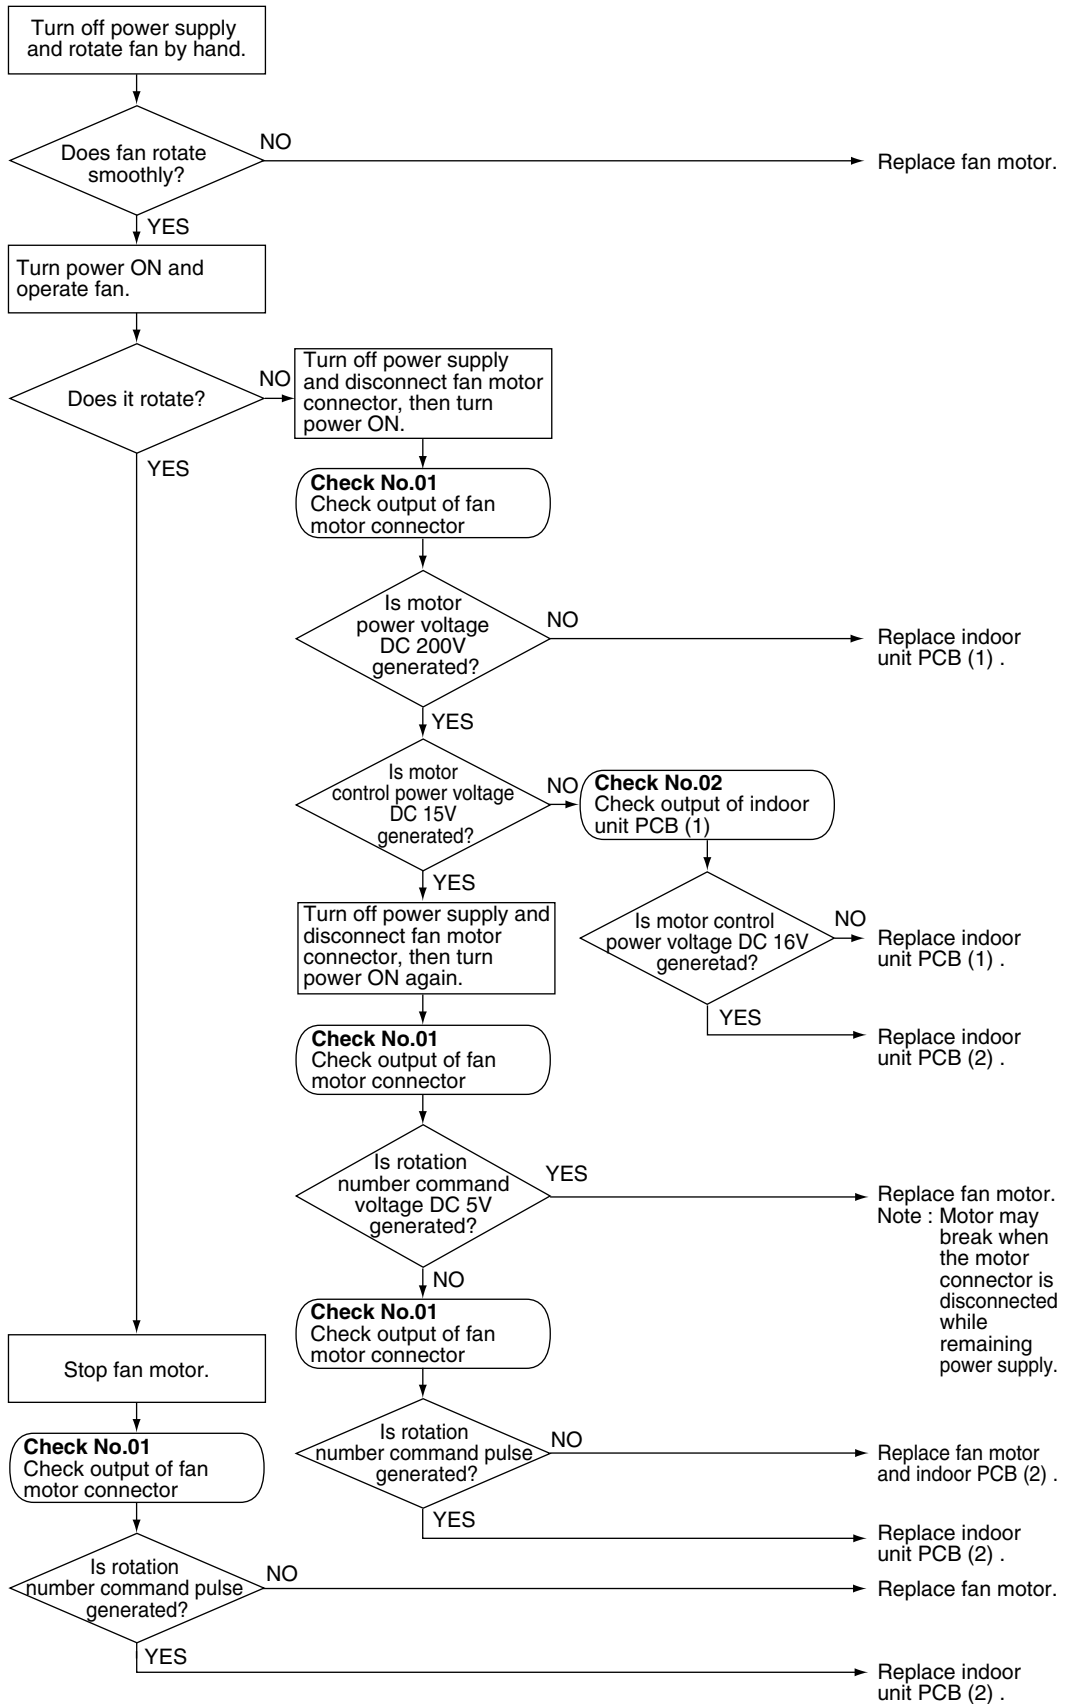 Turn off power supply
and rotate fan by hand.
Does fan rotate
smoothly?
NO
Replace fan motor.
YES
Turn power ON and
operate fan.
Does it rotate?
NO
Turn off power supply
and disconnect fan motor
connector, then turn
power ON.
YES
Check No.01
Check output of fan
motor connector
Is motor
power voltage
DC 200V
generated?
NO
Replace indoor
unit PCB (1) .
YES
Is motor
control power voltage
DC 15V
generated?
NO
Check No.02
Check output of indoor
unit PCB (1)
YES
Is motor control
power voltage DC 16V
generetad?
NO
Replace indoor
unit PCB (1) .
YES
Replace indoor
unit PCB (2) .
Turn off power supply and
disconnect fan motor
connector, then turn
power ON again.
Check No.01
Check output of fan
motor connector
Is rotation
number command
voltage DC 5V
generated?
YES
Replace fan motor.
Note : Motor may
break when
the motor
connector is
disconnected
while
remaining
power supply.
NO
Check No.01
Check output of fan
motor connector
Is rotation
number command pulse
generated?
NO
Replace fan motor
and indoor PCB (2) .
YES
Replace indoor
unit PCB (2) .
Stop fan motor.
Check No.01
Check output of fan
motor connector
Is rotation
number command pulse
generated?
NO
Replace fan motor.
YES
Replace indoor
unit PCB (2) .